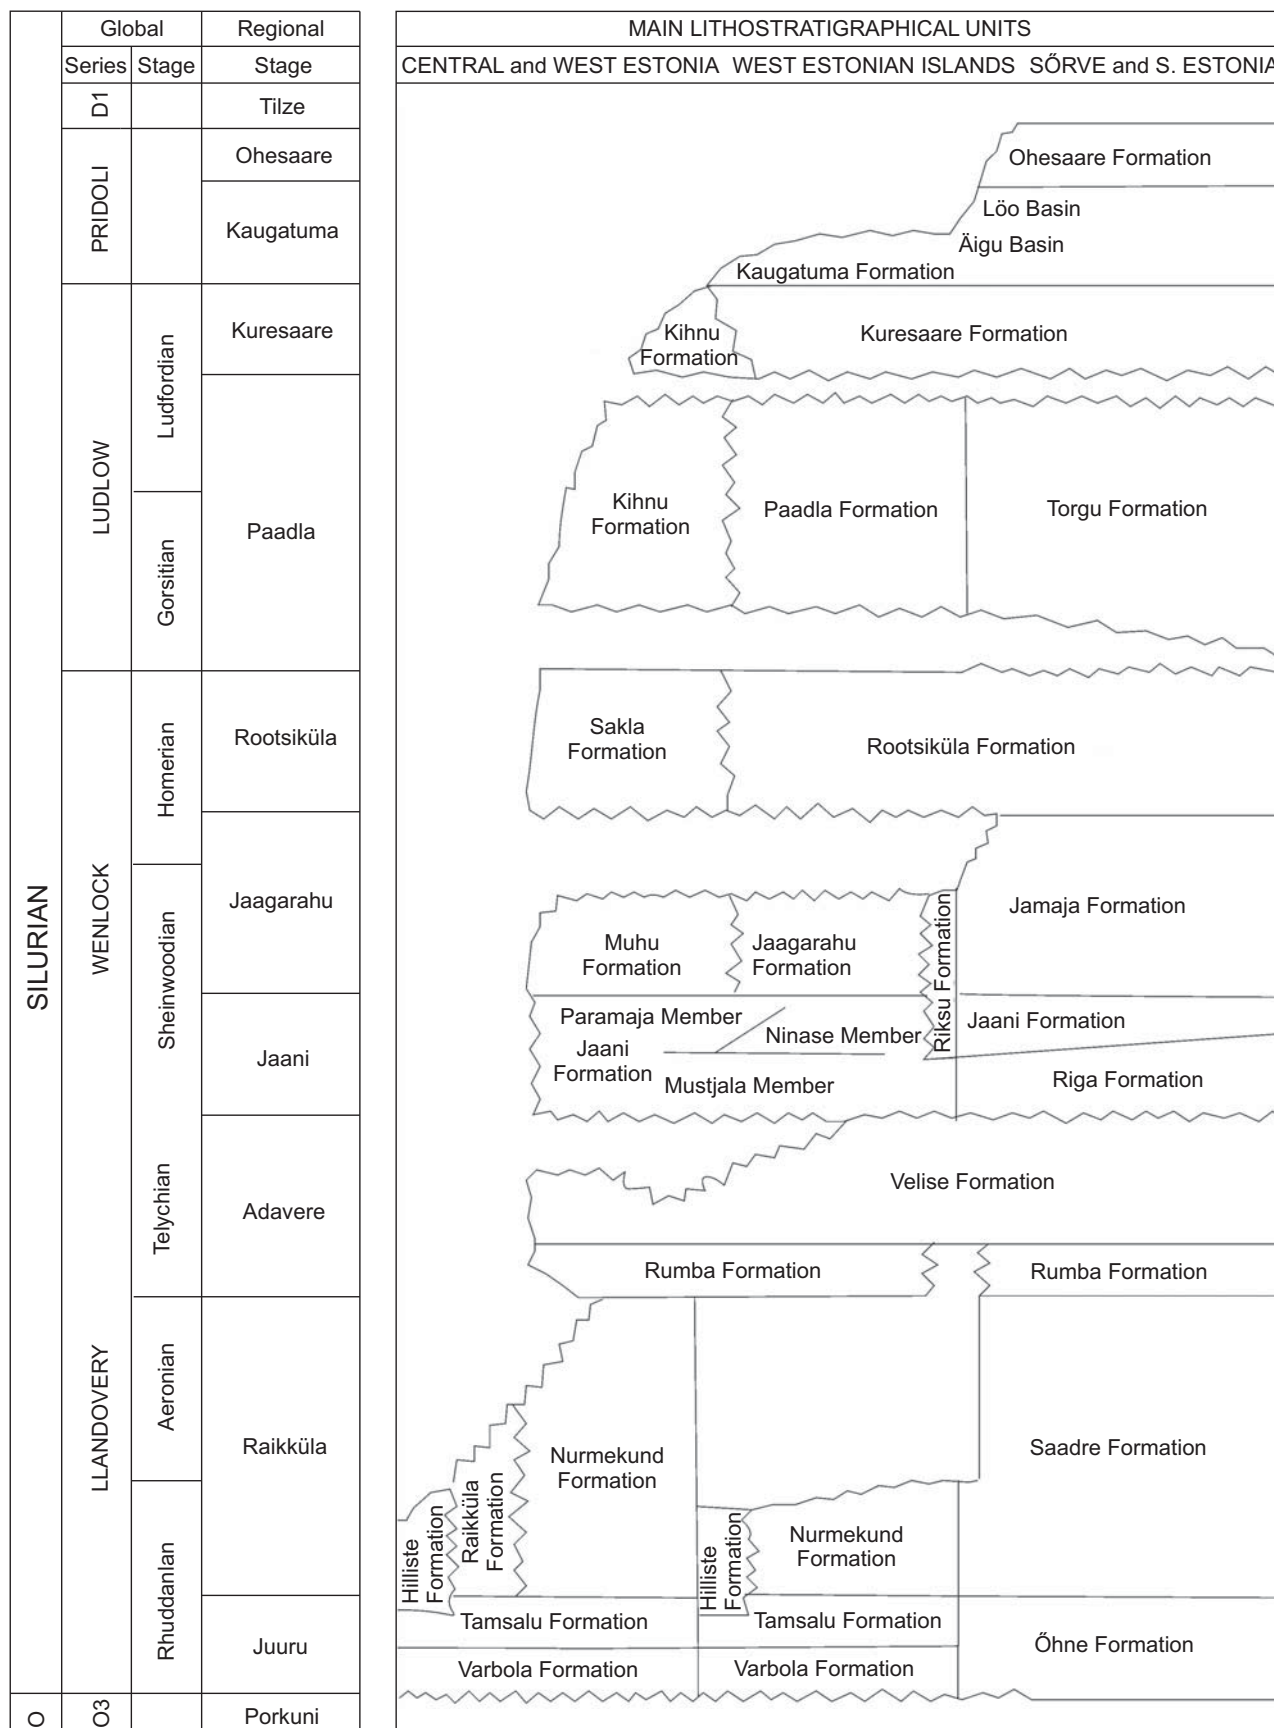 Global
Regional
MAIN LITHOSTRATIGRAPHICAL UNITS
Series
Stage
Stage
CENTRAL and WEST ESTONIA
WEST ESTONIAN ISLANDS
SŐRVE and S. ESTONIA
SILURIAN
O
D1
PRIDOLI
LUDLOW
WENLOCK
LLANDOVERY
O3
Ludfordian
Gorsitian
Homerian
Sheinwoodian
Telychian
Aeronian
Rhuddanlan
Tilze
Ohesaare
Kaugatuma
Kuresaare
Paadla
Rootsiküla
Jaagarahu
Jaani
Adavere
Raikküla
Juuru
Porkuni
Ohesaare Formation
Löo Basin
Äigu Basin
Kaugatuma Formation
Kihnu
Formation
Kuresaare Formation
Kihnu
Formation
Paadla Formation
Torgu Formation
Sakla
Formation
Rootsiküla Formation
Muhu
Formation
Jaagarahu
Formation
Riksu Formation
Jamaja Formation
Paramaja Member
Ninase Member
Jaani
Formation
Mustjala Member
Jaani Formation
Riga Formation
Velise Formation
Rumba Formation
Rumba Formation
Hilliste
Formation
Raikküla
Formation
Nurmekund
Formation
Hilliste
Formation
Nurmekund
Formation
Saadre Formation
Tamsalu Formation
Tamsalu Formation
Varbola Formation
Varbola Formation
Őhne Formation